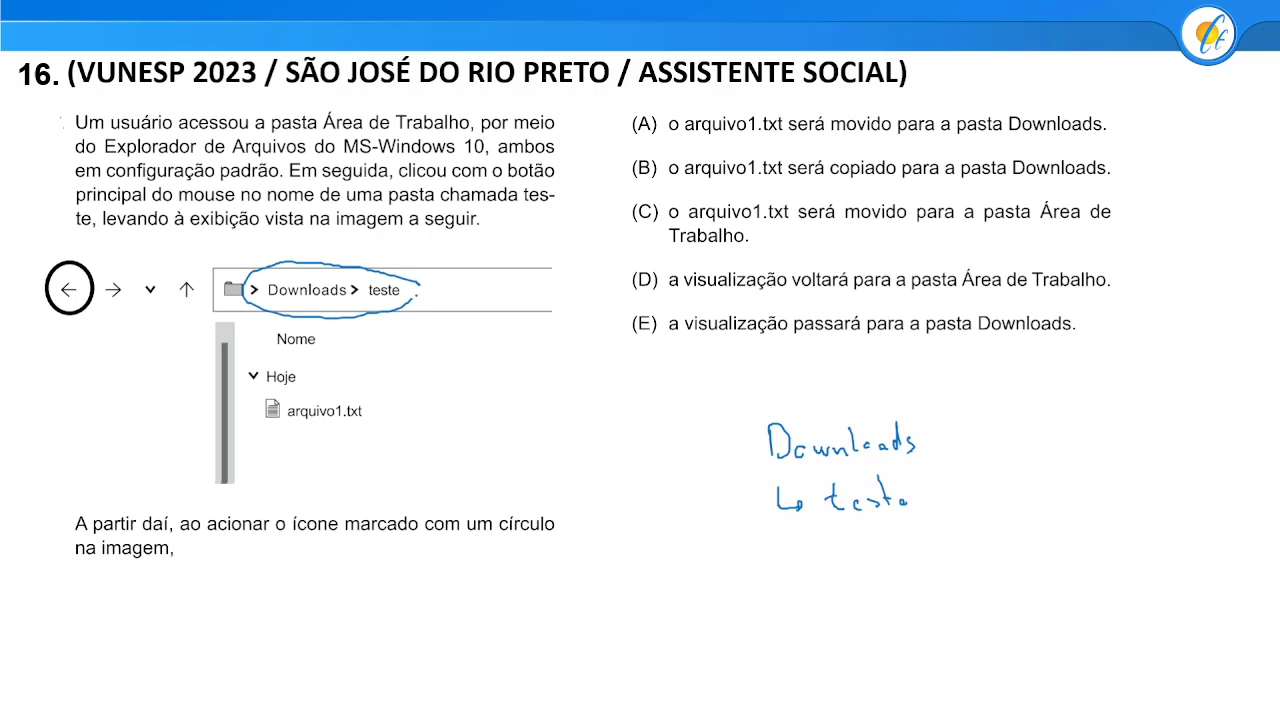 16. (VUNESP 2023 / SÃO JOSÉ DO RIO PRETO / ASSISTENTE SOCIAL)
Um usuário acessou a pasta Área de Trabalho, por meio
do Explorador de Arquivos do MS-Windows 10, ambos
em configuração padrão. Em seguida, clicou com o botão
principal do mouse no nome de uma pasta chamada tes-
te, levando à exibição vista na imagem a seguir.
Downloads > teste
Nome
Hoje
arquivo1.txt
A partir daí, ao acionar o ícone marcado com um círculo
na imagem,
(A) o arquivo1.txt será movido para a pasta Downloads.
(B) o arquivo1.txt será copiado para a pasta Downloads.
(C) o arquivo1.txt será movido para a pasta Área de
Trabalho.
(D) a visualização voltará para a pasta Área de Trabalho.
(E) a visualização passará para a pasta Downloads.
Downloads
↳ teste